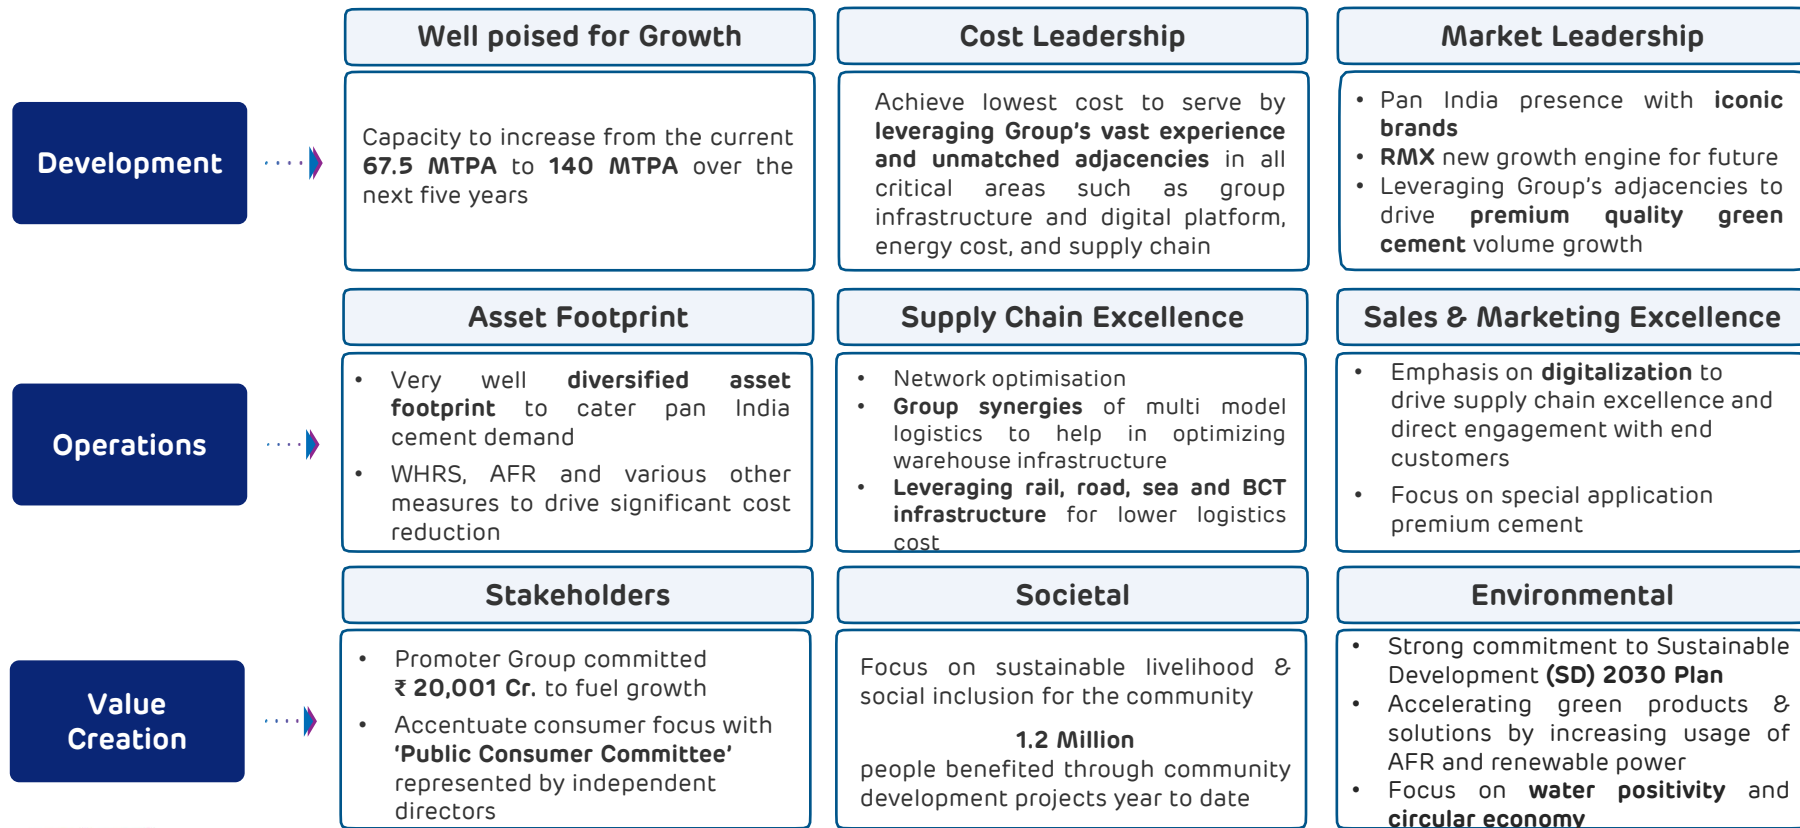 Well poised for Growth
Cost Leadership
Market Leadership
Development
Capacity to increase from the current
67.5 MTPA to 140 MTPA over the
next five years
Achieve lowest cost to serve by
leveraging Group's vast experience
and unmatched adjacencies in all
critical areas such as group
infrastructure and digital platform,
energy cost, and supply chain
• Pan India presence with iconic
brands
• RMX new growth engine for future
• Leveraging Group's adjacencies to
drive premium quality green
cement volume growth
Asset Footprint
Supply Chain Excellence
Sales & Marketing Excellence
Operations
• Very well diversified asset
footprint to cater pan India
cement demand
• WHRS, AFR and various other
measures to drive significant cost
reduction
• Network optimisation
• Group synergies of multi model
logistics to help in optimizing
warehouse infrastructure
• Leveraging rail, road, sea and BCT
infrastructure for lower logistics
cost
• Emphasis on digitalization to
drive supply chain excellence and
direct engagement with end
customers
• Focus on special application
premium cement
Stakeholders
Societal
Environmental
Value
Creation
• Promoter Group committed
₹ 20,001 Cr. to fuel growth
• Accentuate consumer focus with
‘Public Consumer Committee’
represented by independent
directors
Focus on sustainable livelihood &
social inclusion for the community
1.2 Million
people benefited through community
development projects year to date
• Strong commitment to Sustainable
Development (SD) 2030 Plan
• Accelerating green products &
solutions by increasing usage of
AFR and renewable power
• Focus on water positivity and
circular economy